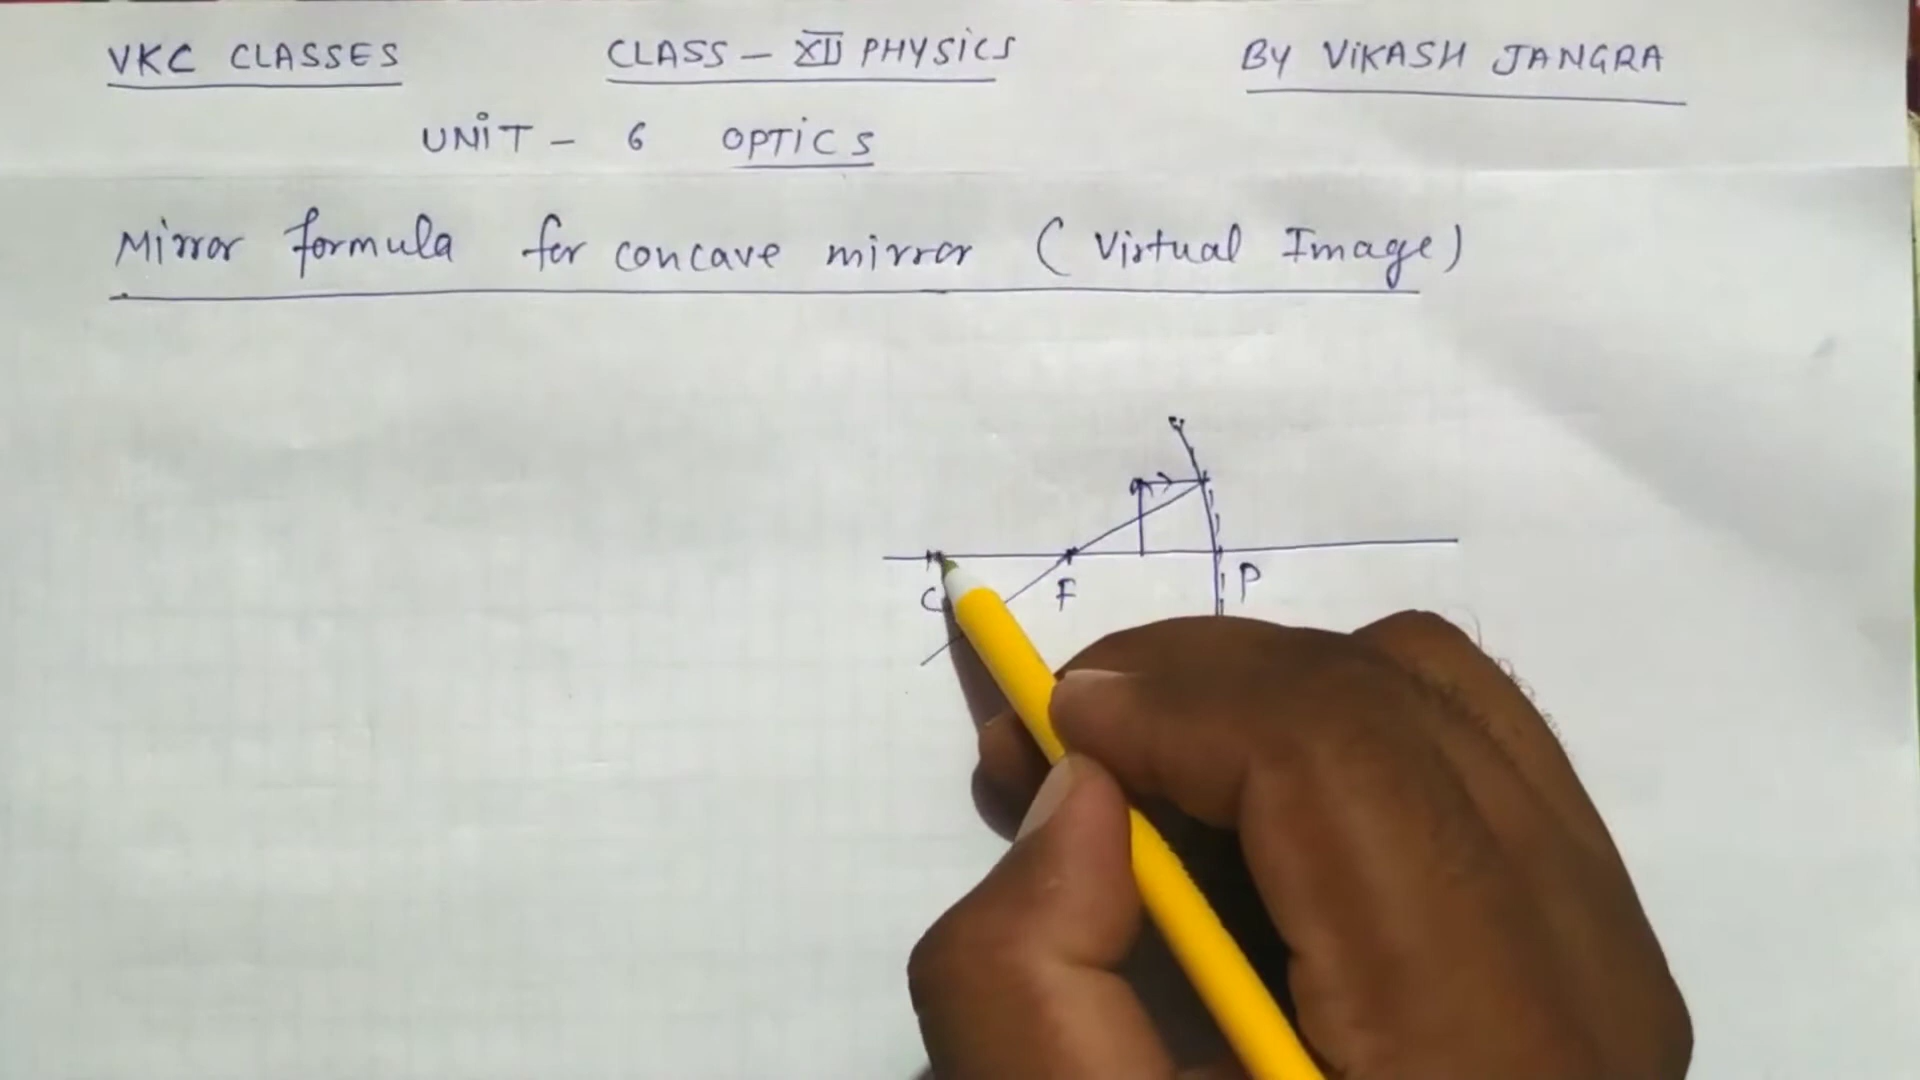 VKC CLASSES CLASS - XII PHYSICS BY VIKASH JANGRA
UNIT - 6 OPTICS
Mirror formula for concave mirror (Virtual Image)
C F P